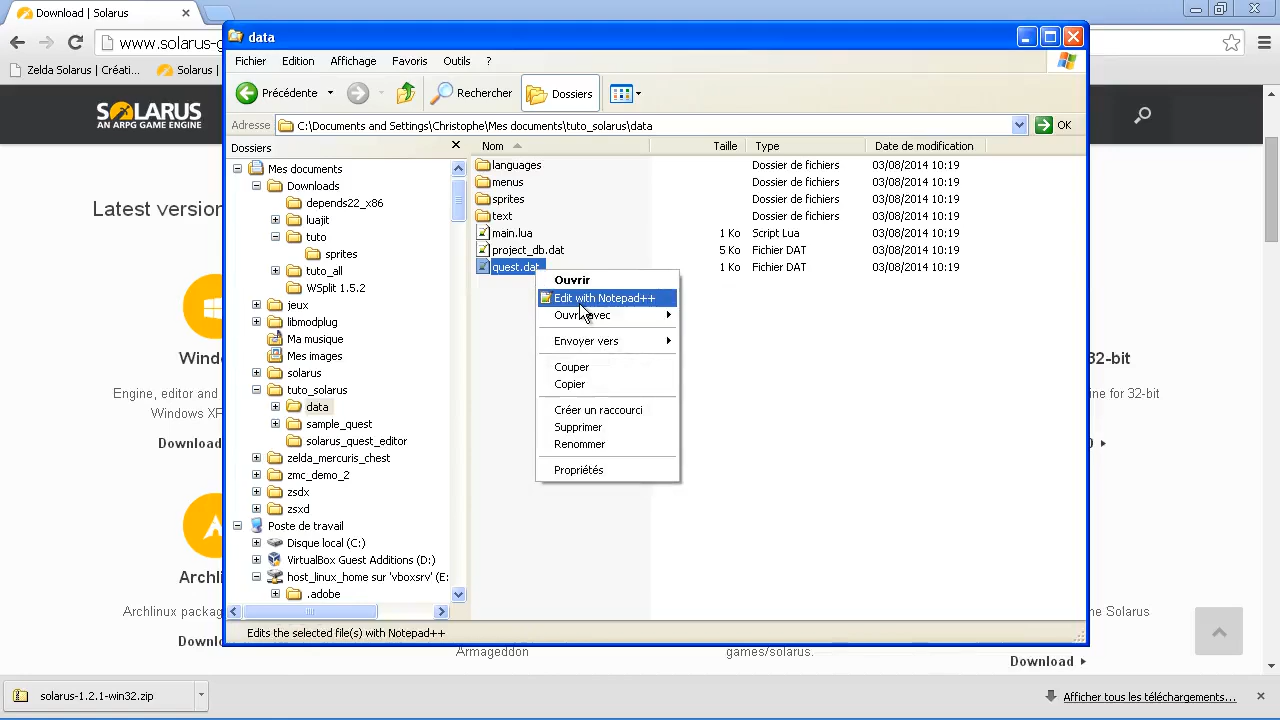 Download | Solarus
www.solarus-g
Zelda Solarus | Créati...
Solarus |
SOLARUS
AN ARPG GAME ENGINE
Latest version
Wind
32-bit
Engine, editor and
ine for 32-bit
Windows XP
Download
Archli
Archlinux packag
he Solarus
Downl
Armageddon
games/solarus.
Download
data
Fichier Edition Affichage Favoris Outils ?
Précédente Rechercher Dossiers
Adresse C:\Documents and Settings\Christophe\Mes documents\tuto_solarus\data OK
Dossiers
Mes documents
Downloads
depends22_x86
luajit
tuto
sprites
tuto_all
WSplit 1.5.2
jeux
libmodplug
Ma musique
Mes images
solarus
tuto_solarus
data
sample_quest
solarus_quest_editor
zelda_mercuris_chest
zmc_demo_2
zsdx
zsxd
Poste de travail
Disque local (C:)
VirtualBox Guest Additions (D:)
host_linux_home sur 'vboxsrv' (E:
.adobe
Nom Taille Type Date de modification
languages Dossier de fichiers 03/08/2014 10:19
menus Dossier de fichiers 03/08/2014 10:19
sprites Dossier de fichiers 03/08/2014 10:19
text Dossier de fichiers 03/08/2014 10:19
main.lua 1 Ko Script Lua 03/08/2014 10:19
project_db.dat 5 Ko Fichier DAT 03/08/2014 10:19
quest.dat 1 Ko Fichier DAT 03/08/2014 10:19
Ouvrir
Edit with Notepad++
Ouvrir avec
Envoyer vers
Couper
Copier
Créer un raccourci
Supprimer
Renommer
Propriétés
Edits the selected file(s) with Notepad++
solarus-1.2.1-win32.zip
Afficher tous les téléchargements...